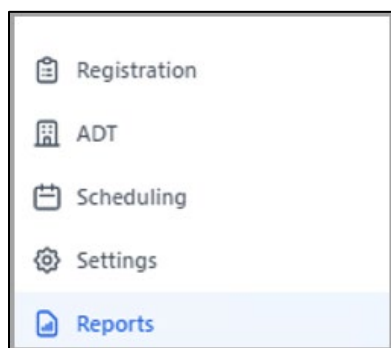 Registration
ADT
Scheduling
Settings
Reports